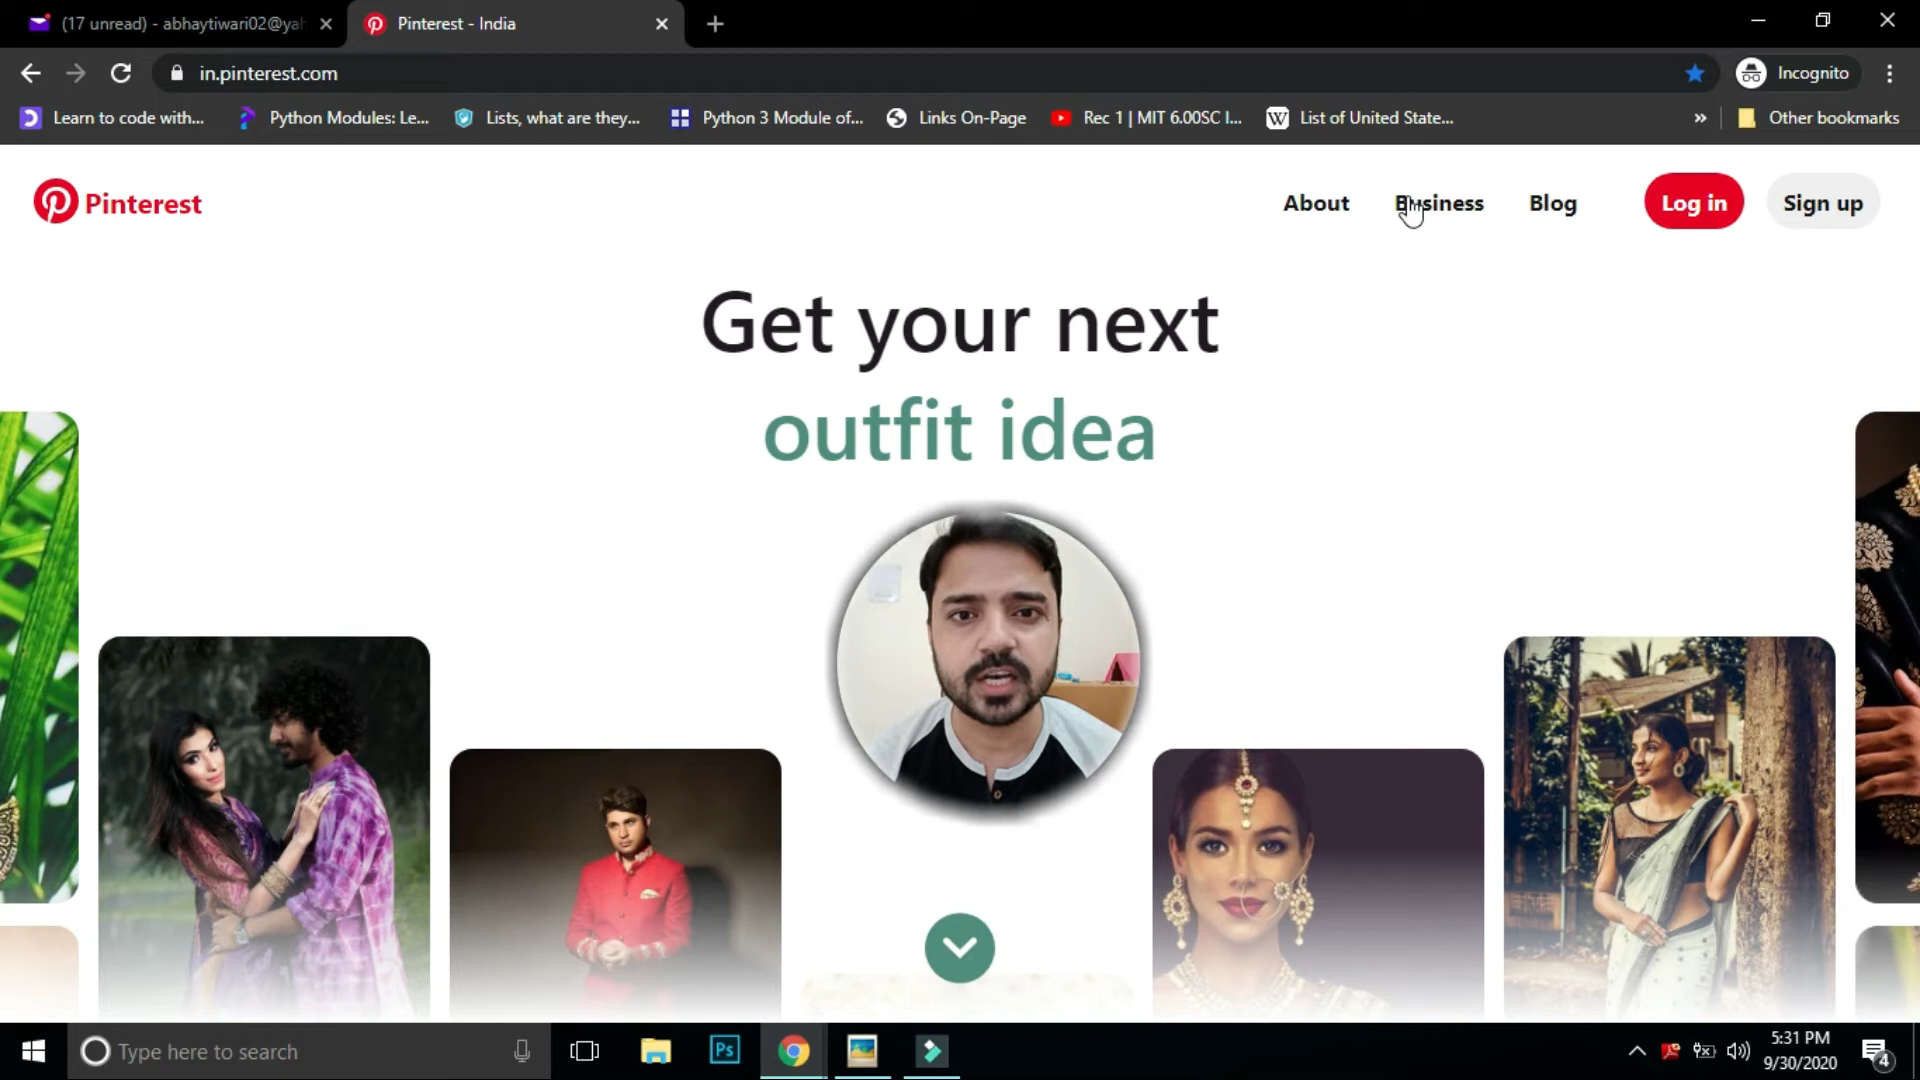 (17 unread) - abhaytiwari02@yah
Pinterest - India
in.pinterest.com
Incognito
Learn to code with...
Python Modules: Le...
Lists, what are they,...
Python 3 Module of...
Links On-Page
Rec 1 | MIT 6.00SC I...
List of United State...
»
Other bookmarks
Pinterest
About
Business
Blog
Log in
Sign up
Get your next
outfit idea
Type here to search
Ps
5:31 PM
9/30/2020
4